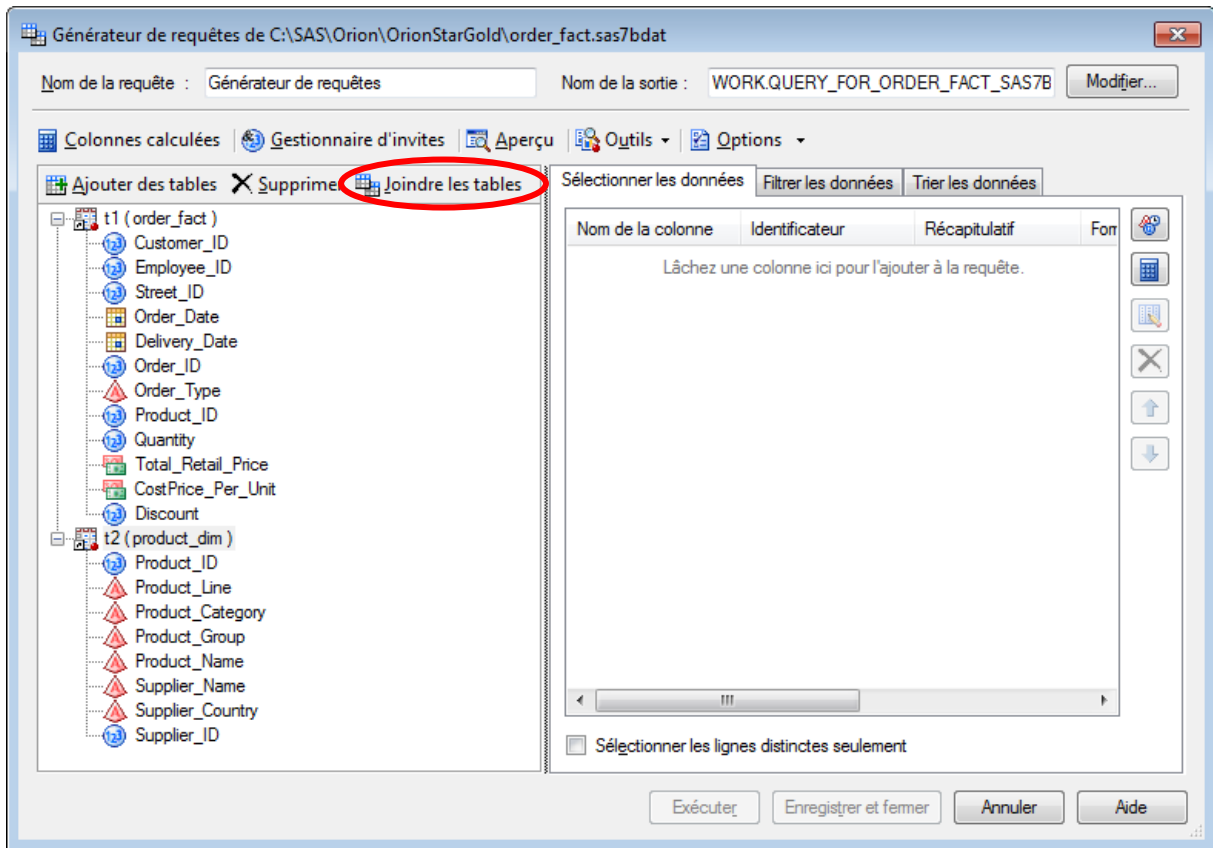 Générateur de requêtes de C:\SAS\Orion\OrionStarGold\order_fact.sas7bdat
Nom de la requête : Générateur de requêtes Nom de la sortie : WORK.QUERY_FOR_ORDER_FACT_SAS7B Modifier...
Colonnes calculées Gestionnaire d'invites Aperçu Outils Options
Ajouter des tables Supprimer Joindre les tables
Sélectionner les données Filtrer les données Trier les données
Nom de la colonne Identificateur Récapitulatif Form
Lâchez une colonne ici pour l'ajouter à la requête.
t1 ( order_fact )
Customer_ID
Employee_ID
Street_ID
Order_Date
Delivery_Date
Order_ID
Order_Type
Product_ID
Quantity
Total_Retail_Price
CostPrice_Per_Unit
Discount
t2 ( product_dim )
Product_ID
Product_Line
Product_Category
Product_Group
Product_Name
Supplier_Name
Supplier_Country
Supplier_ID
Sélectionner les lignes distinctes seulement
Exécuter Enregistrer et fermer Annuler Aide